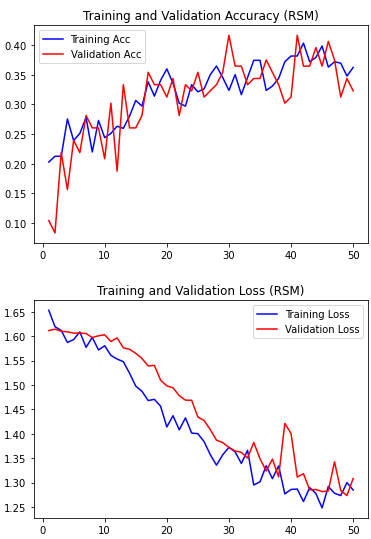 Training and Validation Accuracy (RSM)
Training Acc
Validation Acc
0.40
0.35
0.30
0.25
0.20
0.15
0.10
0 10 20 30 40 50
Training and Validation Loss (RSM)
Training Loss
Validation Loss
1.65
1.60
1.55
1.50
1.45
1.40
1.35
1.30
1.25
0 10 20 30 40 50